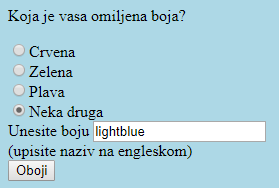 Koja je vasa omiljena boja?
Crvena
Zelena
Plava
Neka druga
Unesite boju lightblue
(upisite naziv na engleskom)
Oboji